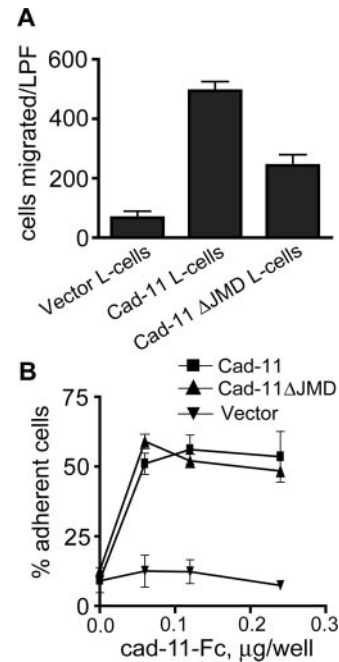 A
cells migrated/LPF
600
400
200
0
Vector L-cells
Cad-11 L-cells
Cad-11 ΔJMD L-cells
B
Cad-11
Cad-11ΔJMD
Vector
% adherent cells
75
50
25
0
0.0
0.1
0.2
0.3
cad-11-Fc, μg/well